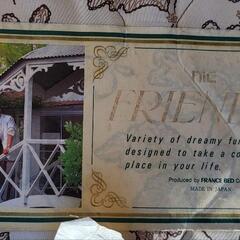 nic
FRIEN
Variety of dreamy fu
designed to take a co
place in your life.
Produced by FRANCE BED C
MADE IN JAPAN